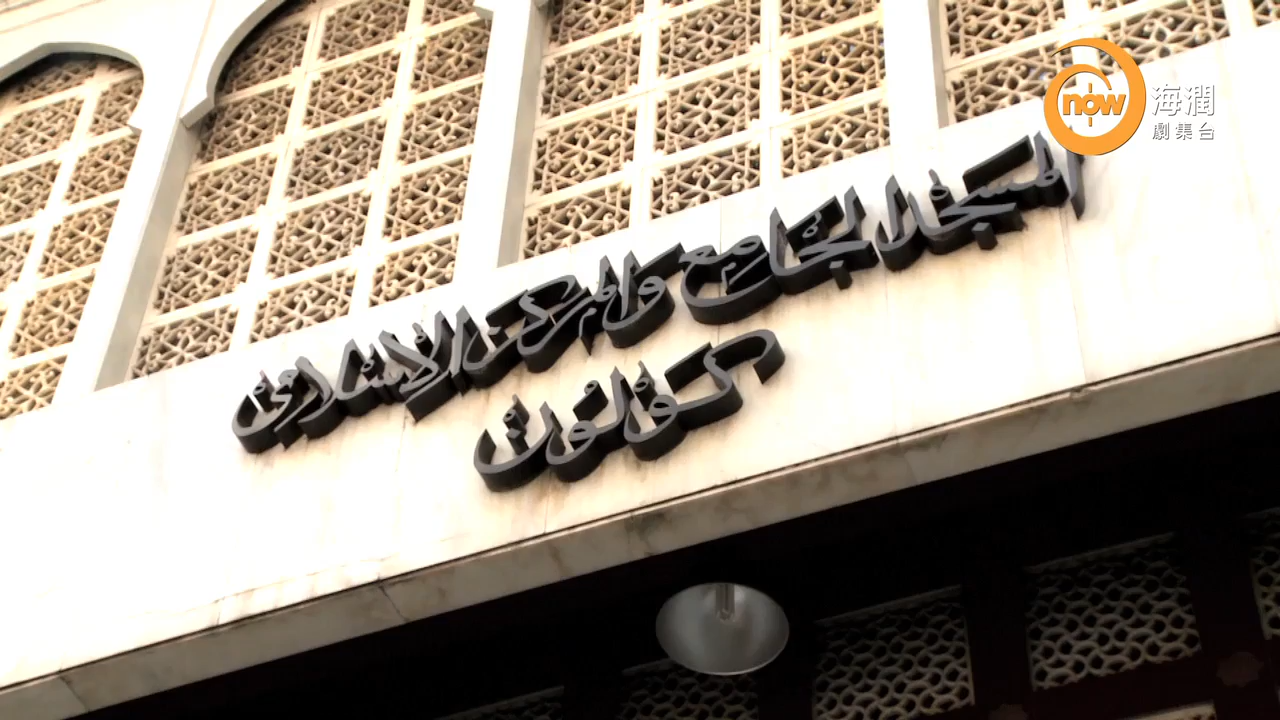 المسجد الجامع والمركز الإسلامي
كولون
now
海潤
劇集台